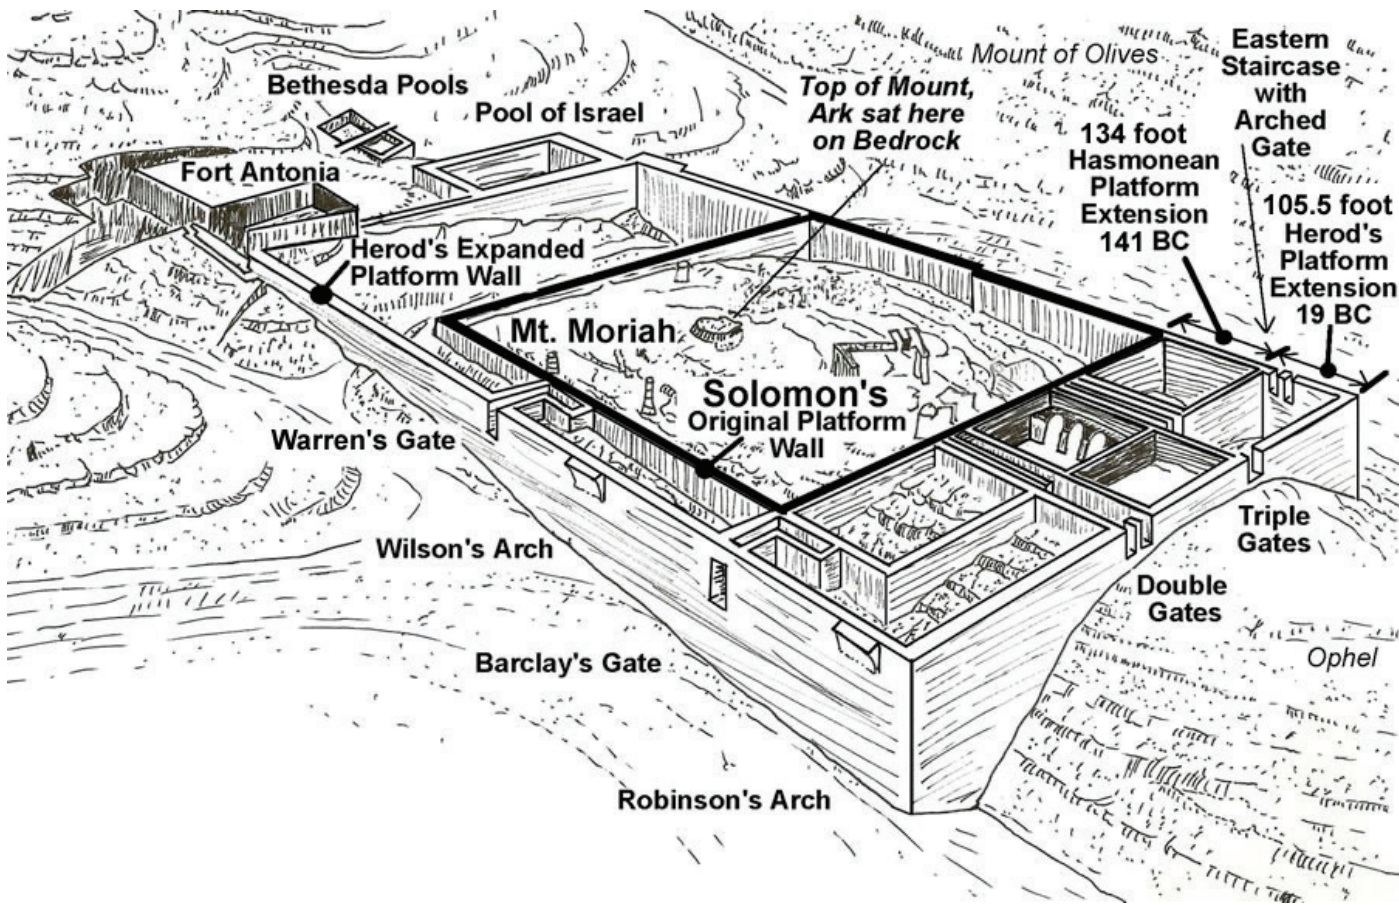 Mount of Olives
Eastern
Staircase
with
Arched
Gate
Bethesda Pools
Top of Mount,
Ark sat here
on Bedrock
Pool of Israel
134 foot
Hasmonean
Platform
Extension
141 BC
Fort Antonia
105.5 foot
Herod's
Platform
Extension
19 BC
Herod's Expanded
Platform Wall
Mt. Moriah
Solomon's
Original Platform
Wall
Warren's Gate
Wilson's Arch
Triple
Gates
Double
Gates
Barclay's Gate
Ophel
Robinson's Arch